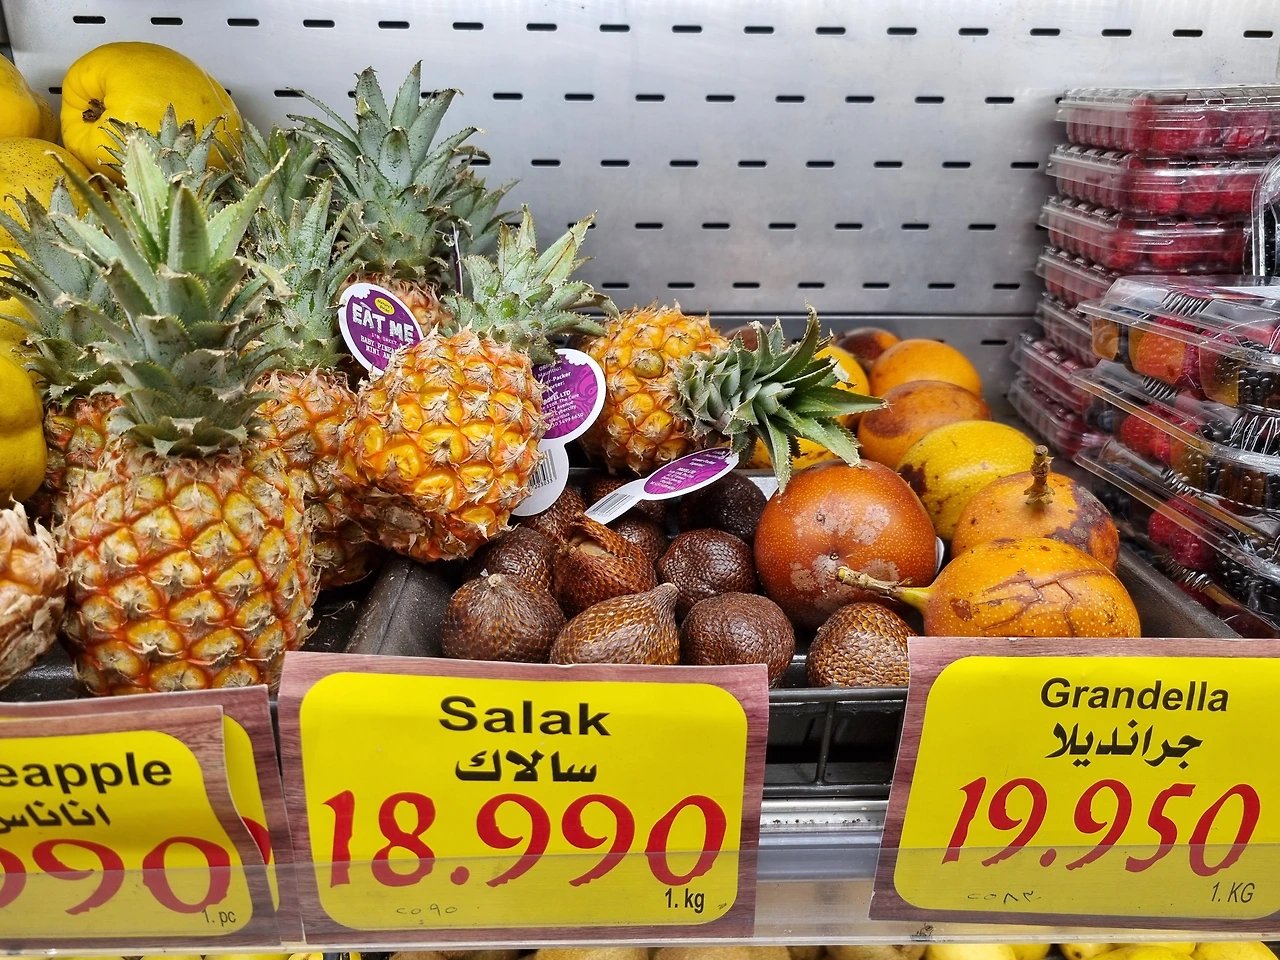 EAT ME
eapple
اناناس
990
1. pc
Salak
سالاك
18.990
1. kg
Grandella
جرانديلا
19.950
1. KG